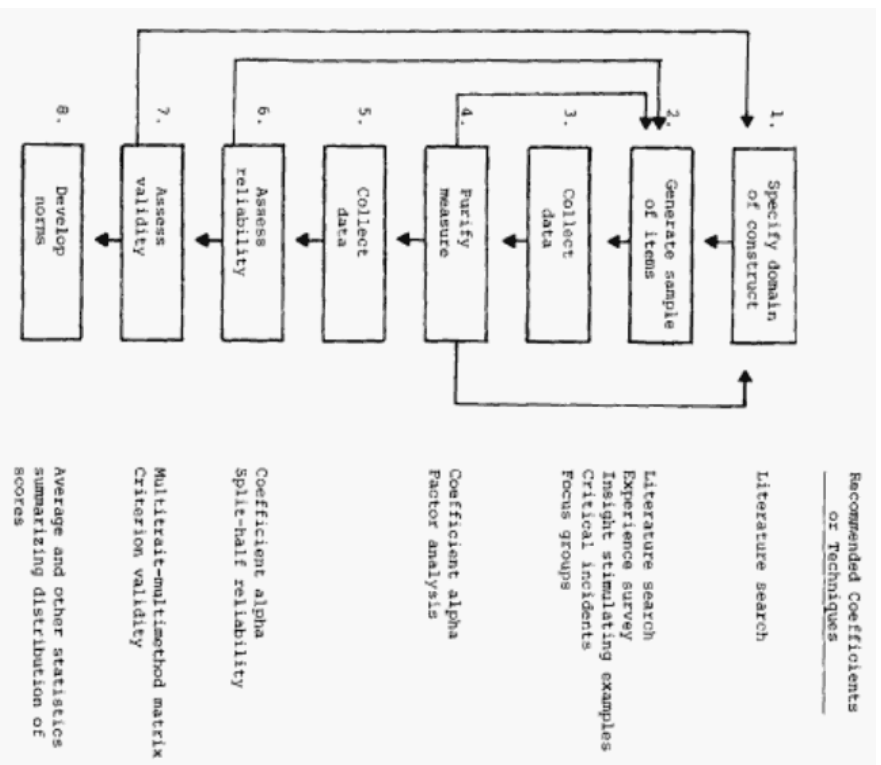 Recommended Coefficients
or Techniques
1.
Specify domain
of construct
Literature search
2.
Generate sample
of items
Literature search
Experience survey
Insight stimulating examples
Critical incidents
Focus groups
3.
Collect
data
4.
Purify
measure
Coefficient alpha
Factor analysis
5.
Collect
data
6.
Assess
reliability
Coefficient alpha
Split-half reliability
7.
Assess
validity
Multitrait-multimethod matrix
Criterion validity
8.
Develop
norms
Average and other statistics
summarizing distribution of
scores